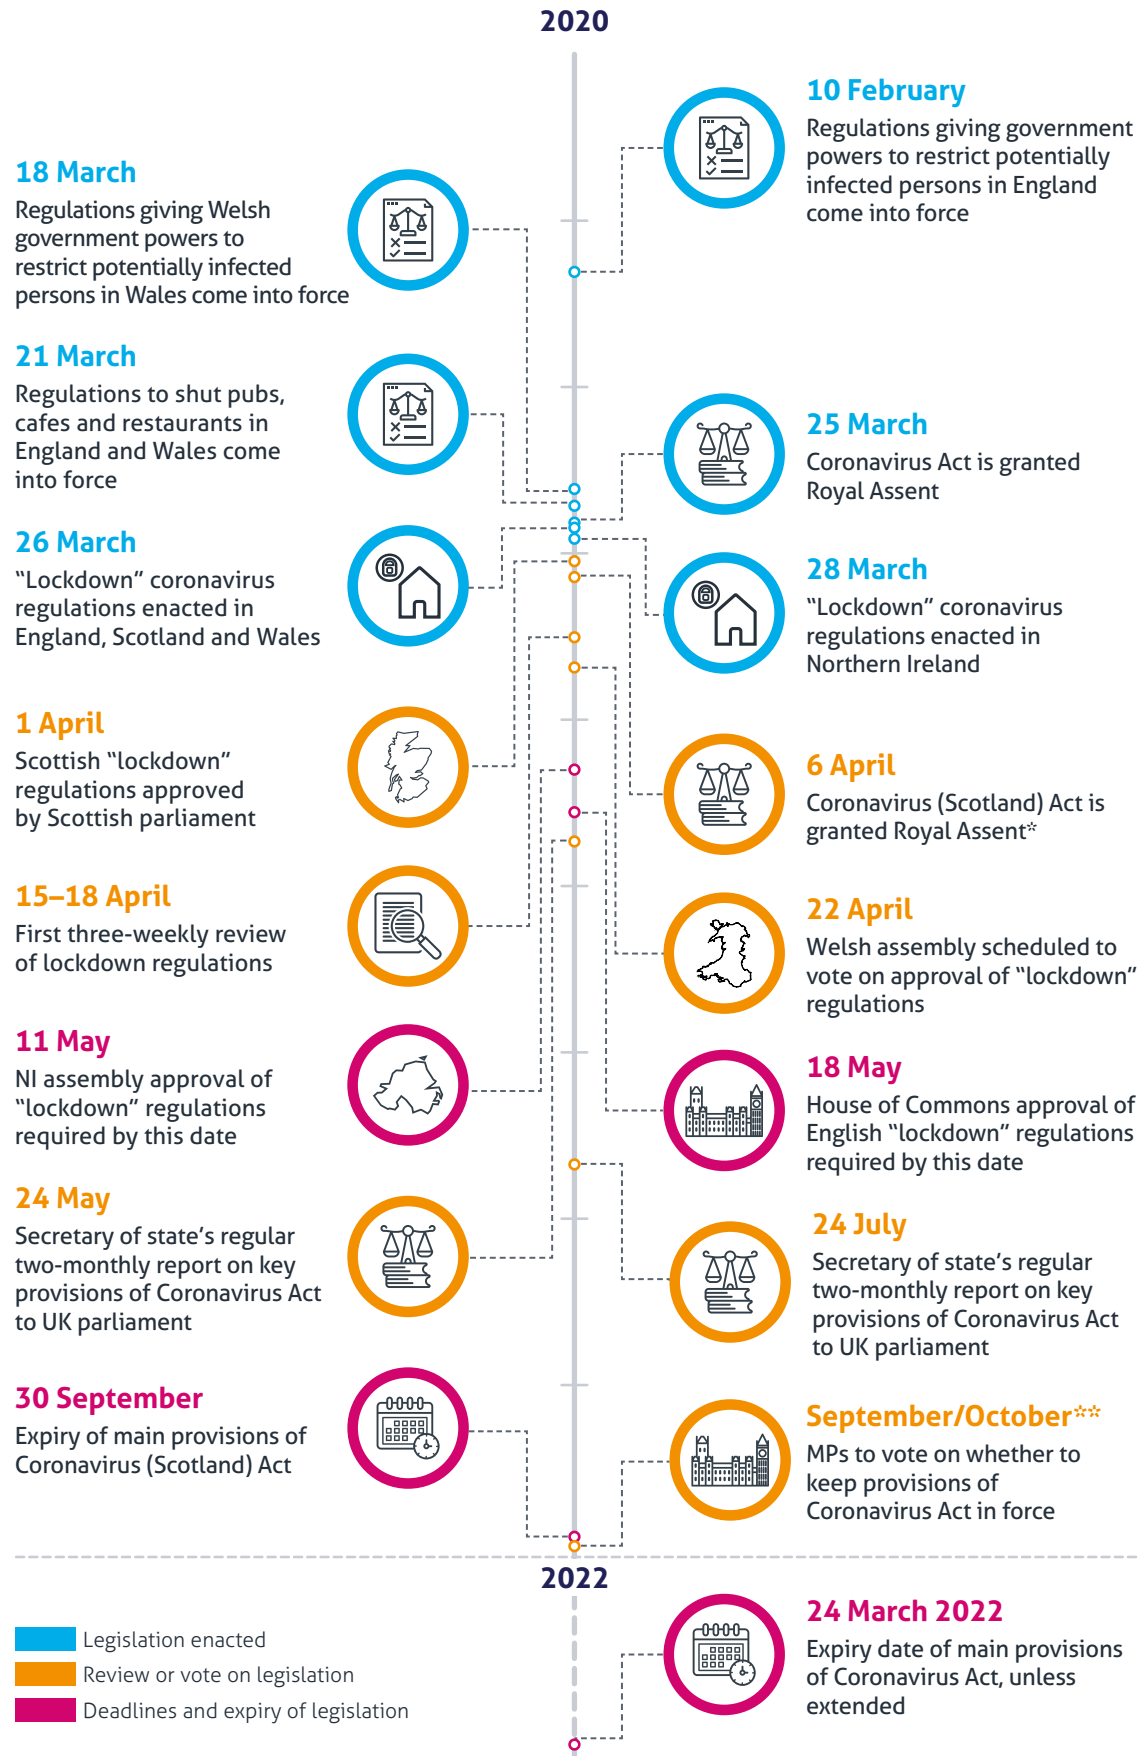 2020
10 February
Regulations giving government
powers to restrict potentially
infected persons in England
come into force
18 March
Regulations giving Welsh
government powers to
restrict potentially infected
persons in Wales come into force
21 March
Regulations to shut pubs,
cafes and restaurants in
England and Wales come
into force
25 March
Coronavirus Act is granted
Royal Assent
26 March
“Lockdown” coronavirus
regulations enacted in
England, Scotland and Wales
28 March
“Lockdown” coronavirus
regulations enacted in
Northern Ireland
1 April
Scottish “lockdown”
regulations approved
by Scottish parliament
6 April
Coronavirus (Scotland) Act is
granted Royal Assent*
15–18 April
First three-weekly review
of lockdown regulations
22 April
Welsh assembly scheduled to
vote on approval of “lockdown”
regulations
11 May
NI assembly approval of
“lockdown” regulations
required by this date
18 May
House of Commons approval of
English “lockdown” regulations
required by this date
24 May
Secretary of state’s regular
two-monthly report on key
provisions of Coronavirus Act
to UK parliament
24 July
Secretary of state’s regular
two-monthly report on key
provisions of Coronavirus Act
to UK parliament
30 September
Expiry of main provisions of
Coronavirus (Scotland) Act
September/October**
MPs to vote on whether to
keep provisions of
Coronavirus Act in force
2022
24 March 2022
Expiry date of main provisions
of Coronavirus Act, unless
extended
Legislation enacted
Review or vote on legislation
Deadlines and expiry of legislation